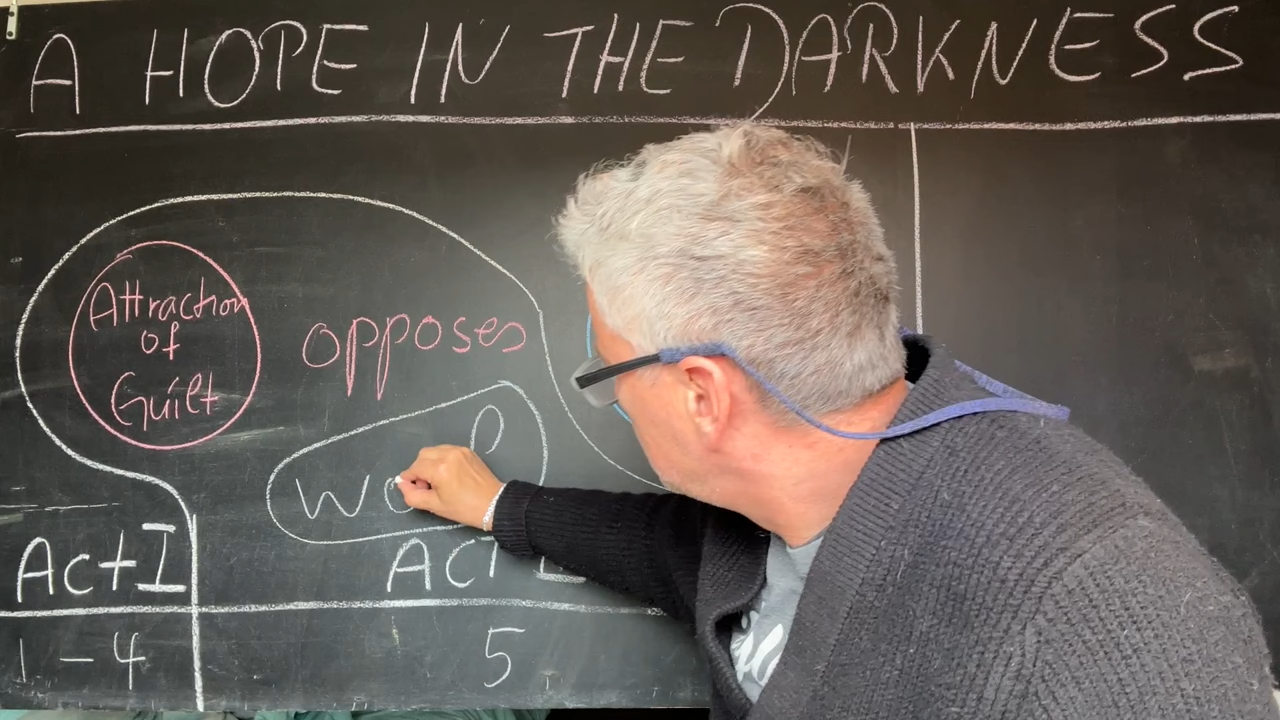 A HOPE IN THE DARKNESS
Attraction
of
Guilt
opposes
Act I
1-4
5